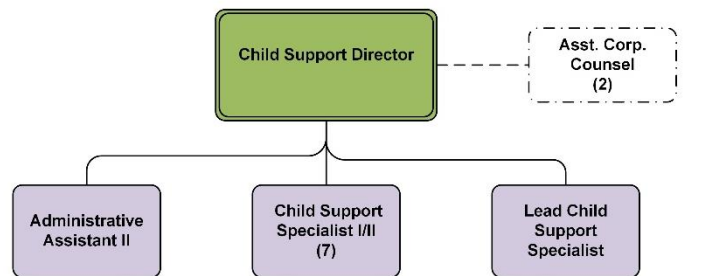 Child Support Director
Asst. Corp.
Counsel
(2)
Administrative
Assistant II
Child Support
Specialist I/II
(7)
Lead Child
Support
Specialist